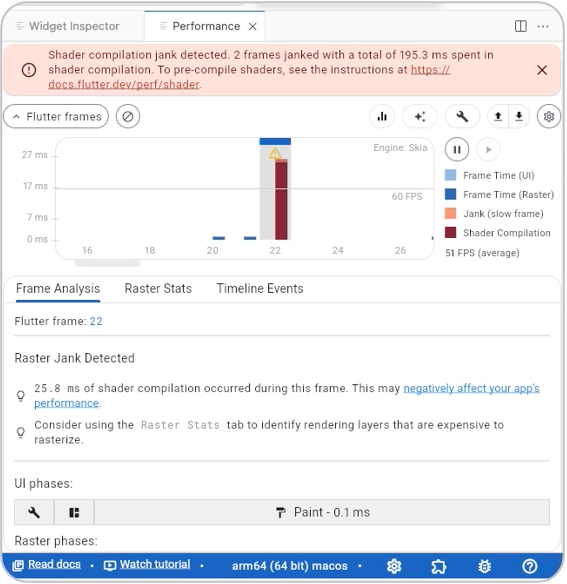 Widget Inspector
Performance
Shader compilation jank detected. 2 frames janked with a total of 195.3 ms spent in
shader compilation. To pre-compile shaders, see the instructions at https://
docs.flutter.dev/perf/shader.
Flutter frames
27 ms
17 ms
7 ms
0 ms
Engine: Skia
60 FPS
16 18 20 22 24 26
Frame Time (UI)
Frame Time (Raster)
Jank (slow frame)
Shader Compilation
51 FPS (average)
Frame Analysis
Raster Stats
Timeline Events
Flutter frame: 22
Raster Jank Detected
25.8 ms of shader compilation occurred during this frame. This may negatively affect your app's
performance.
Consider using the Raster Stats tab to identify rendering layers that are expensive to
rasterize.
UI phases:
Paint - 0.1 ms
Raster phases:
Read docs • Watch tutorial • arm64 (64 bit) macos •